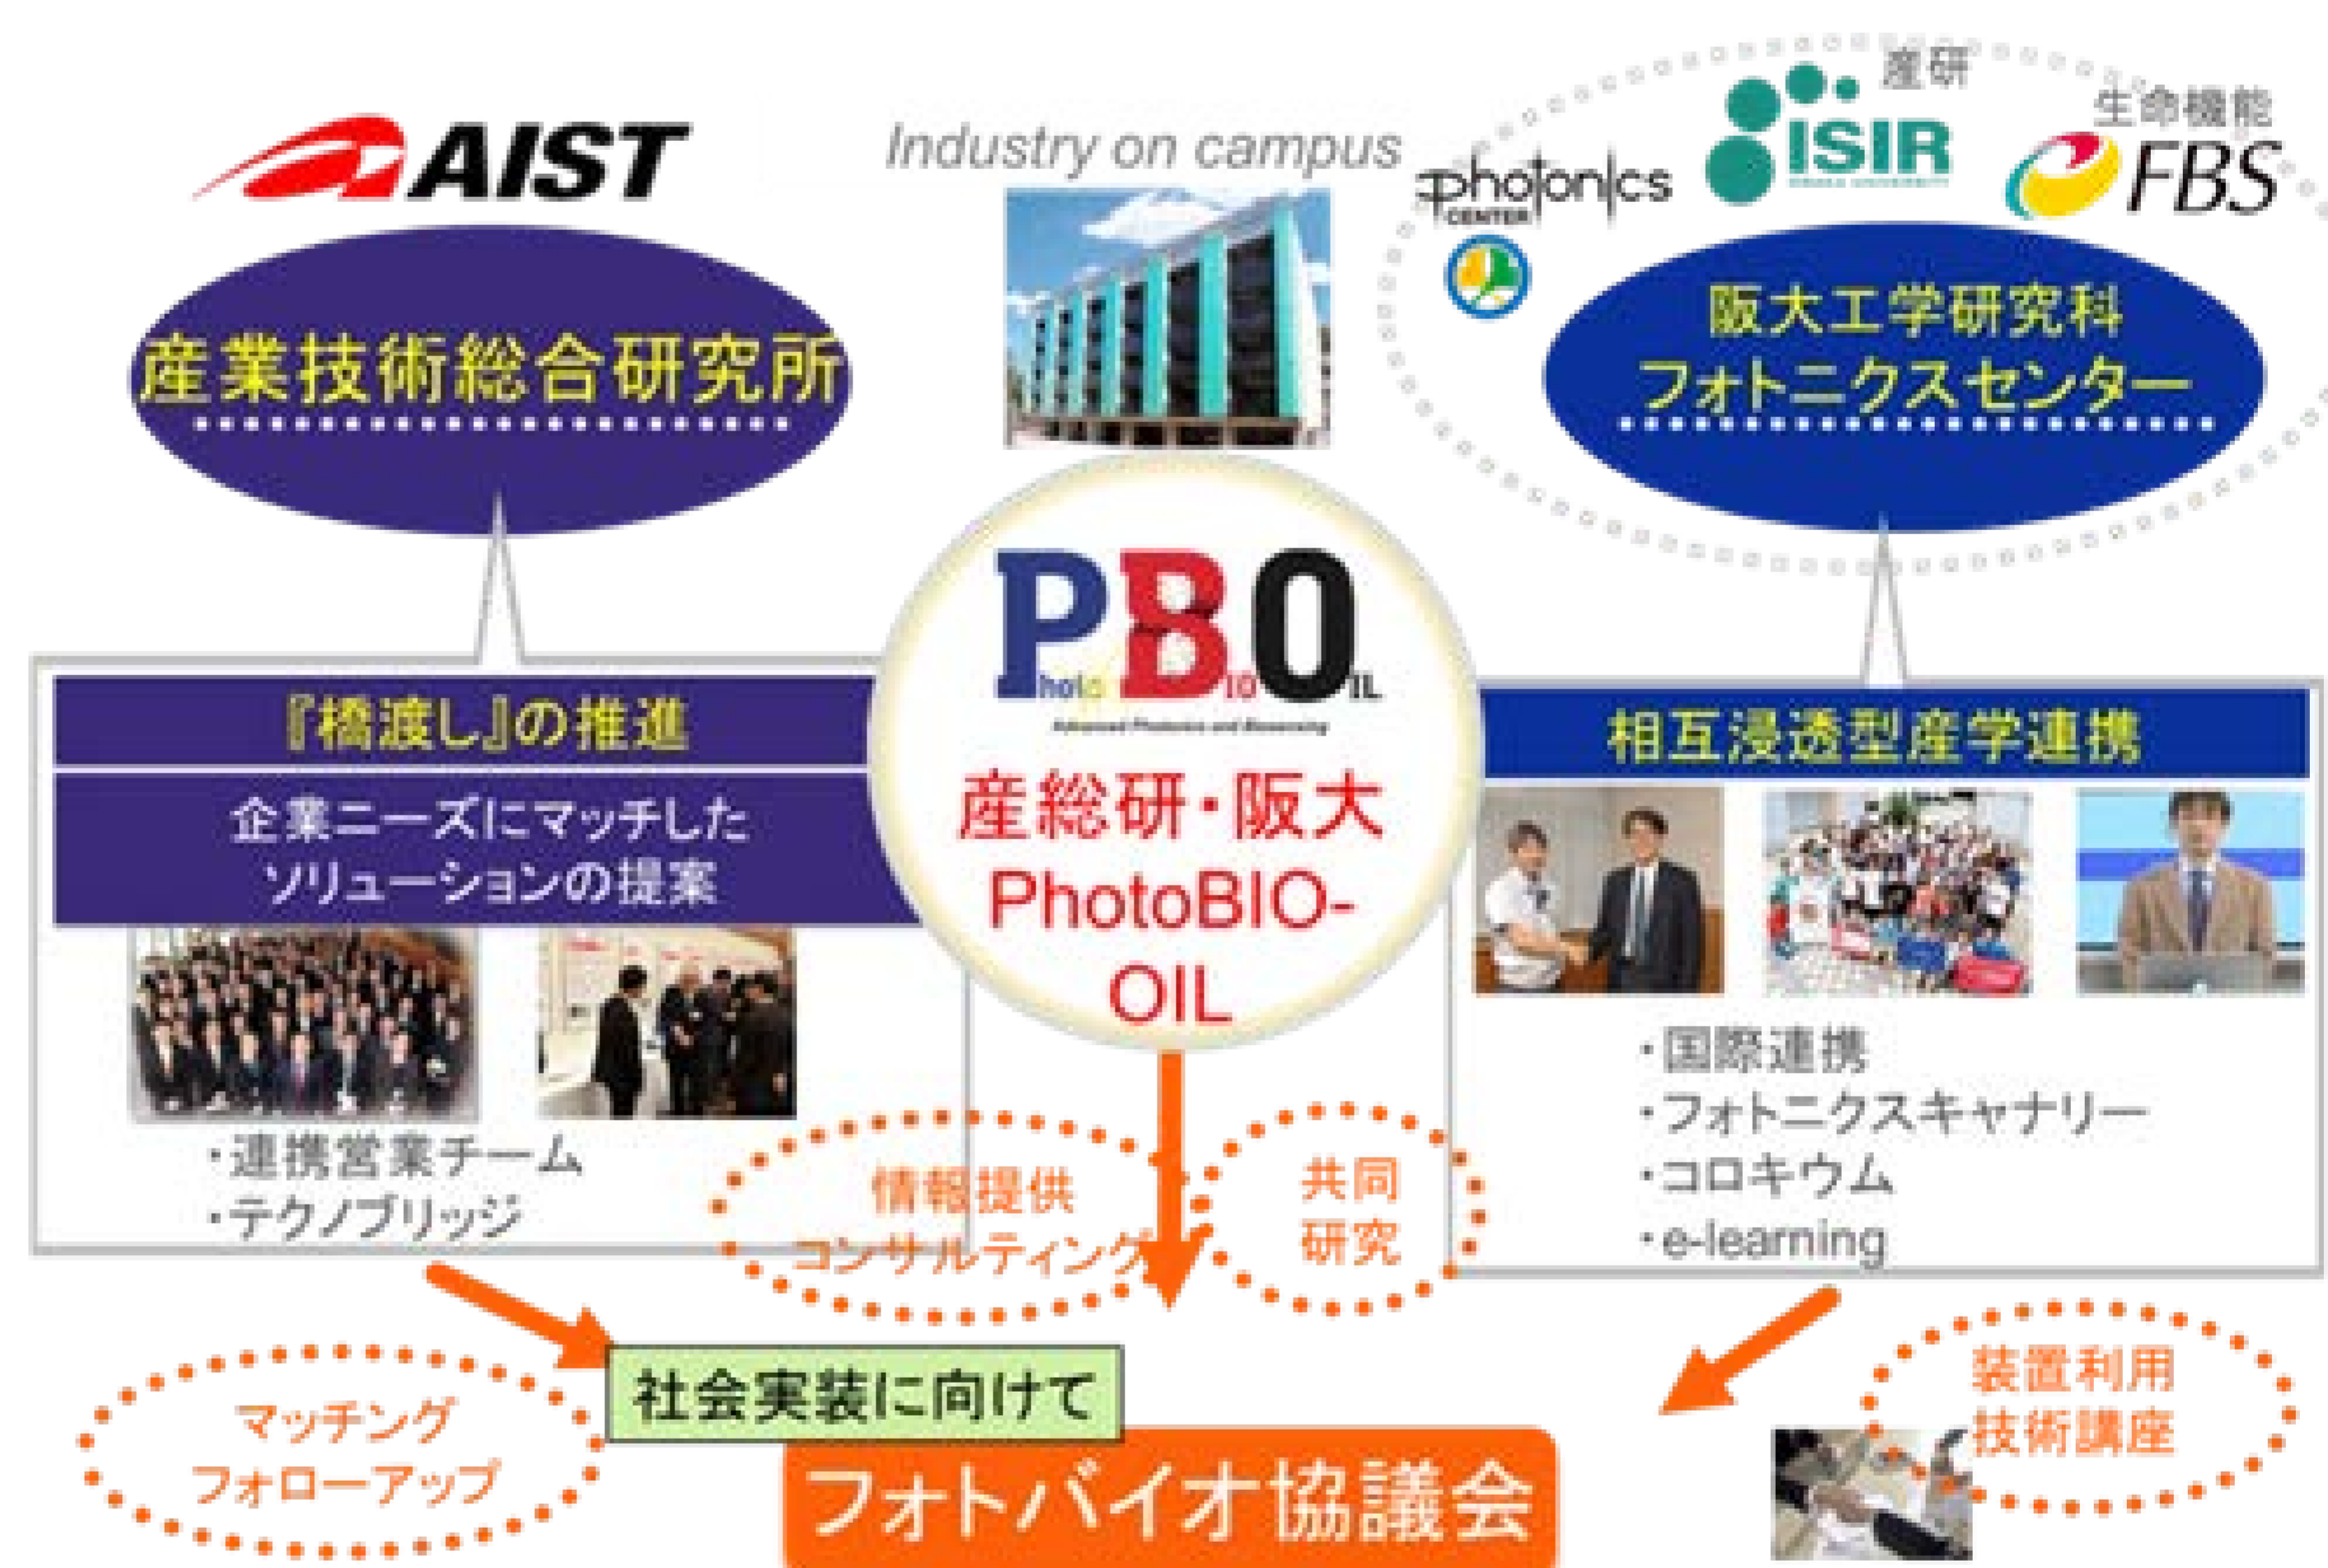 AIST
産業技術総合研究所
Industry on campus
photonics
CENTER
産研
ISIR
OSAKA UNIVERSITY
生命機能
FBS
阪大工学研究科
フォトニクスセンター
『橋渡し』の推進
企業ニーズにマッチした
ソリューションの提案
・連携営業チーム
・テクノブリッジ
Photo BIO OIL
Advanced Photonics and Biosensing
産総研・阪大
PhotoBIO-
OIL
相互浸透型産学連携
・国際連携
・フォトニクスキャナリー
・コロキウム
・e-learning
情報提供
コンサルティング
共同
研究
マッチング
フォローアップ
社会実装に向けて
フォトバイオ協議会
装置利用
技術講座